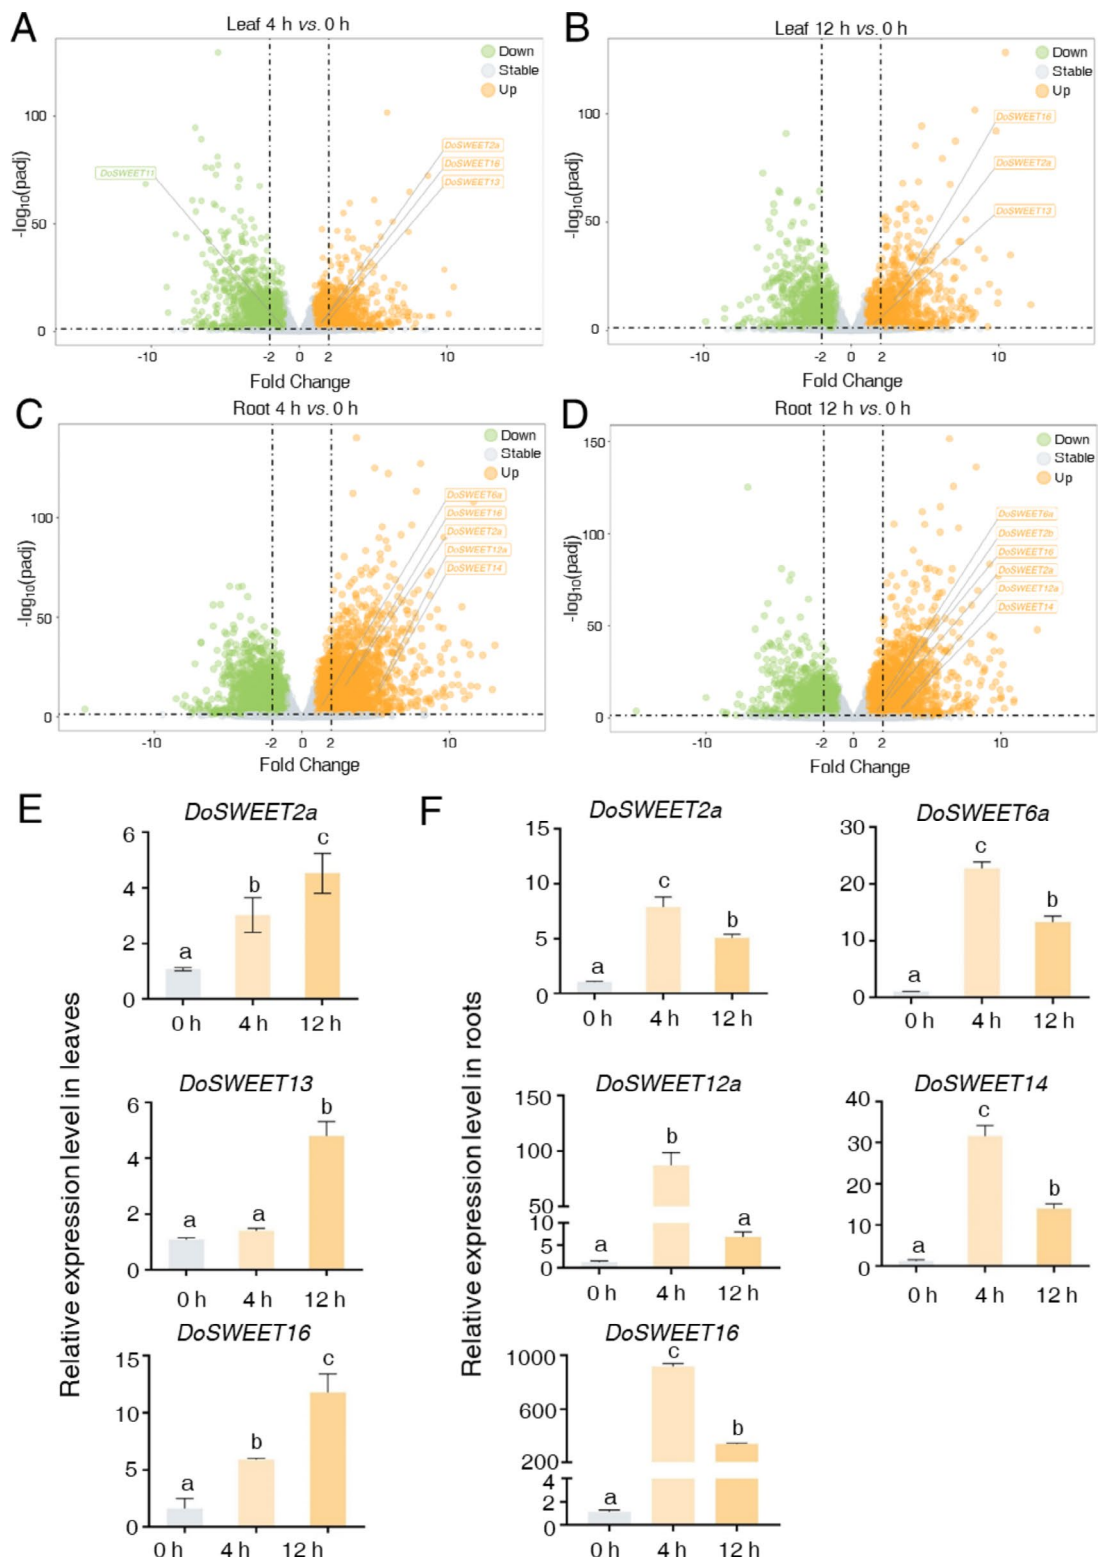 A
Leaf 4 h vs. 0 h
Down
Stable
Up
DoSWEET11
DoSWEET2a
DoSWEET16
DoSWEET13
-log10(padj)
100
50
0
-10
-2
0
2
10
Fold Change
B
Leaf 12 h vs. 0 h
Down
Stable
Up
DoSWEET16
DoSWEET2a
DoSWEET13
-log10(padj)
100
50
0
-10
-2
0
2
10
Fold Change
C
Root 4 h vs. 0 h
Down
Stable
Up
DoSWEET6a
DoSWEET16
DoSWEET2a
DoSWEET12a
DoSWEET14
-log10(padj)
100
50
0
-10
-2
0
2
10
Fold Change
D
Root 12 h vs. 0 h
Down
Stable
Up
DoSWEET6a
DoSWEET2b
DoSWEET16
DoSWEET2a
DoSWEET12a
DoSWEET14
-log10(padj)
150
100
50
0
-10
-2
0
2
10
Fold Change
E
Relative expression level in leaves
DoSWEET2a
6
4
2
0
a
b
c
0 h
4 h
12 h
DoSWEET13
6
4
2
0
a
a
b
0 h
4 h
12 h
DoSWEET16
15
10
5
0
a
b
c
0 h
4 h
12 h
F
Relative expression level in roots
DoSWEET2a
15
10
5
0
a
c
b
0 h
4 h
12 h
DoSWEET6a
30
20
10
0
a
c
b
0 h
4 h
12 h
DoSWEET12a
150
100
50
10
5
0
a
b
a
0 h
4 h
12 h
DoSWEET14
40
30
20
10
0
a
c
b
0 h
4 h
12 h
DoSWEET16
1000
600
200
4
2
0
a
c
b
0 h
4 h
12 h